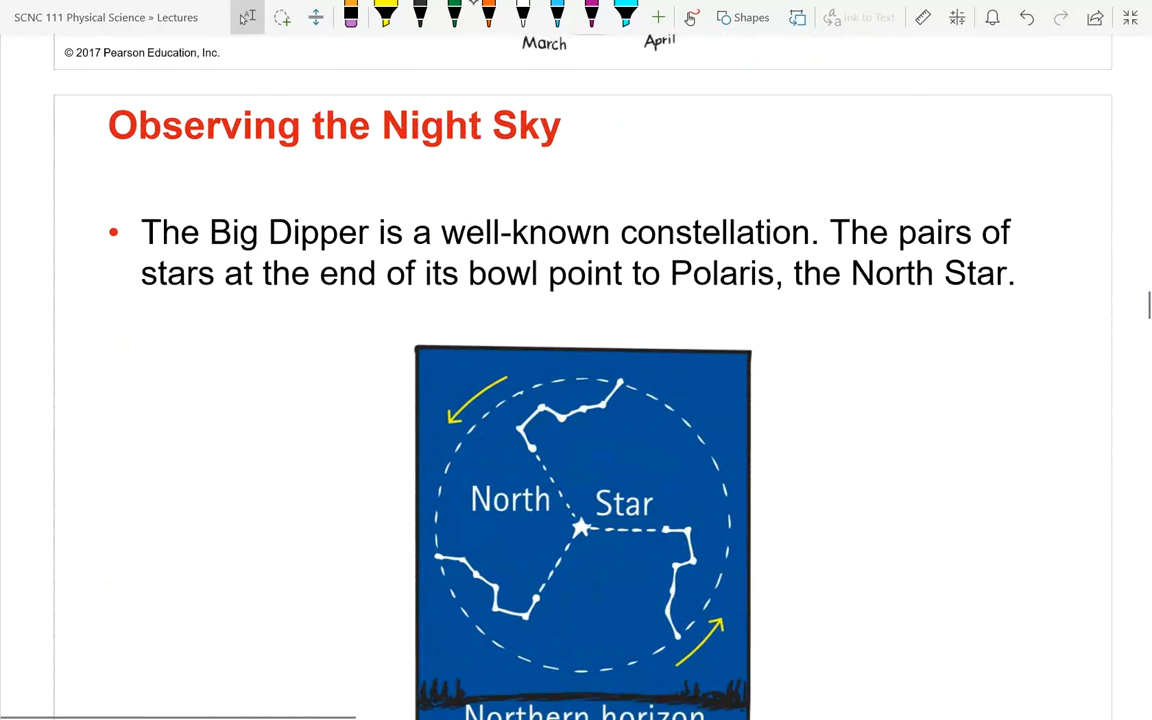 SCNC 111 Physical Science » Lectures
Shapes
Ink to Text
March
April
© 2017 Pearson Education, Inc.
Observing the Night Sky
• The Big Dipper is a well-known constellation. The pairs of
stars at the end of its bowl point to Polaris, the North Star.
North Star
Northern horizon